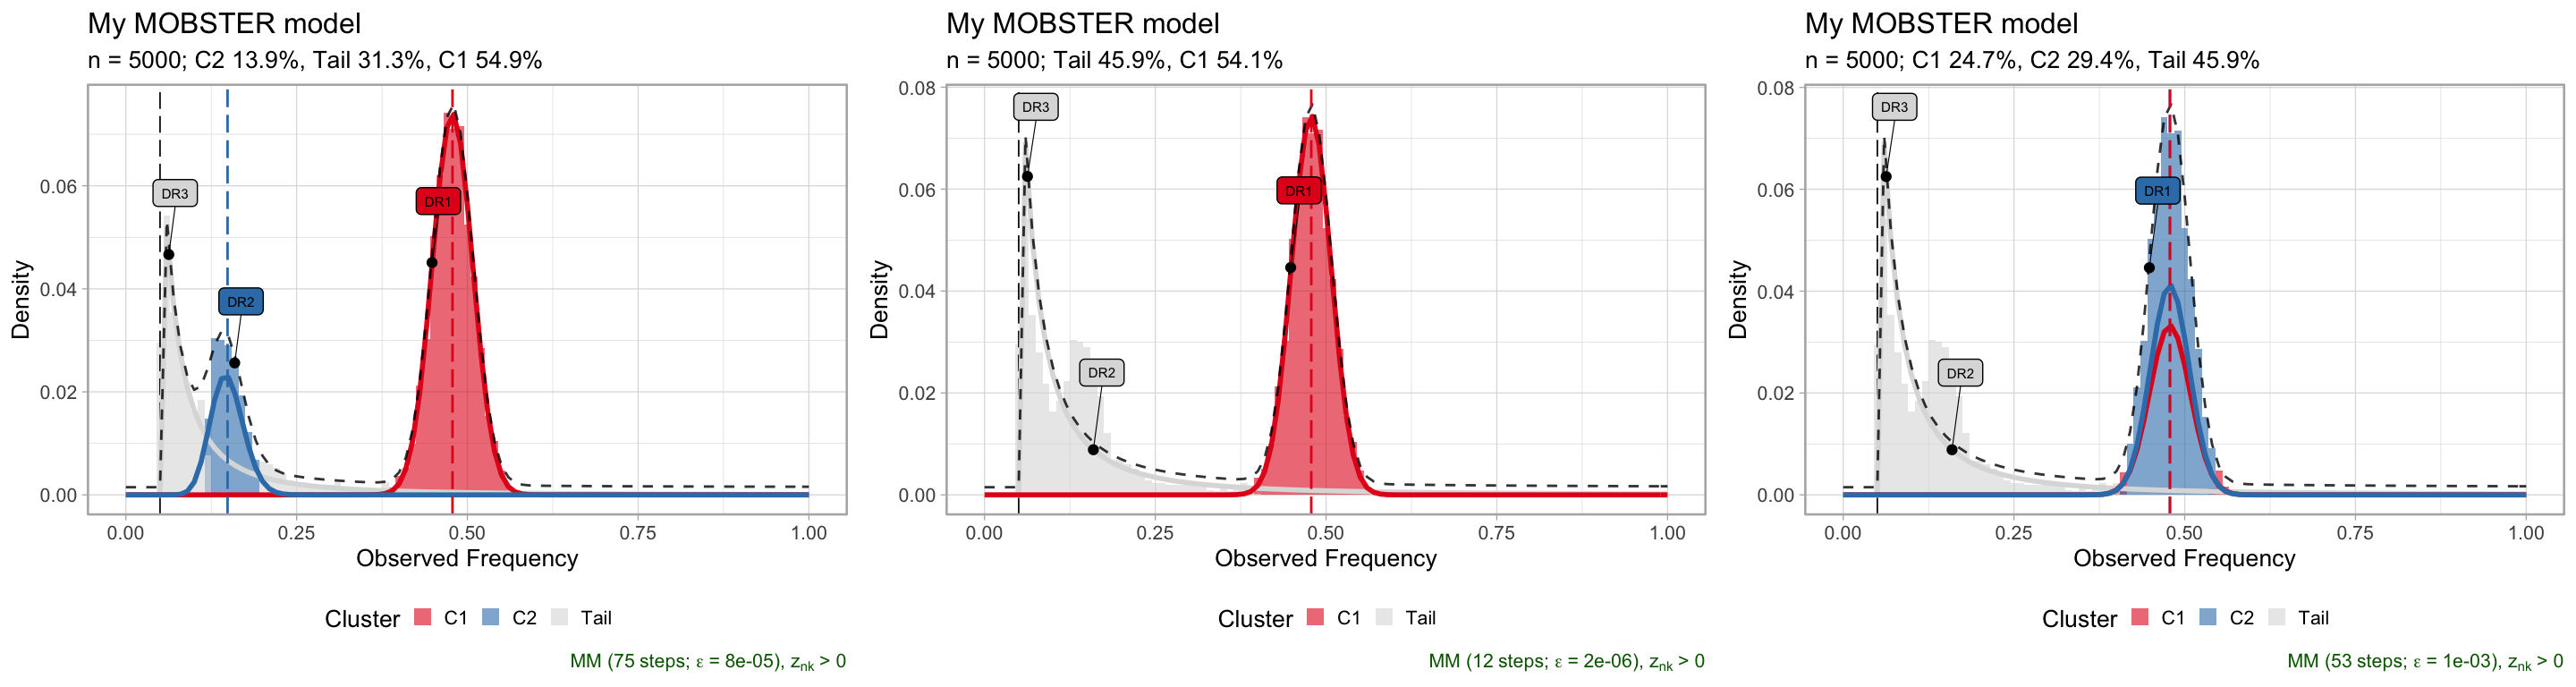 My MOBSTER model
n = 5000; C2 13.9%, Tail 31.3%, C1 54.9%
DR3
DR1
DR2
0.06
0.04
0.02
0.00
Density
0.00 0.25 0.50 0.75 1.00
Observed Frequency
Cluster C1 C2 Tail
MM (75 steps; ε = 8e-05), znk > 0
My MOBSTER model
n = 5000; Tail 45.9%, C1 54.1%
DR3
DR1
DR2
0.08
0.06
0.04
0.02
0.00
Density
0.00 0.25 0.50 0.75 1.00
Observed Frequency
Cluster C1 Tail
MM (12 steps; ε = 2e-06), znk > 0
My MOBSTER model
n = 5000; C1 24.7%, C2 29.4%, Tail 45.9%
DR3
DR1
DR2
0.08
0.06
0.04
0.02
0.00
Density
0.00 0.25 0.50 0.75 1.00
Observed Frequency
Cluster C1 C2 Tail
MM (53 steps; ε = 1e-03), znk > 0